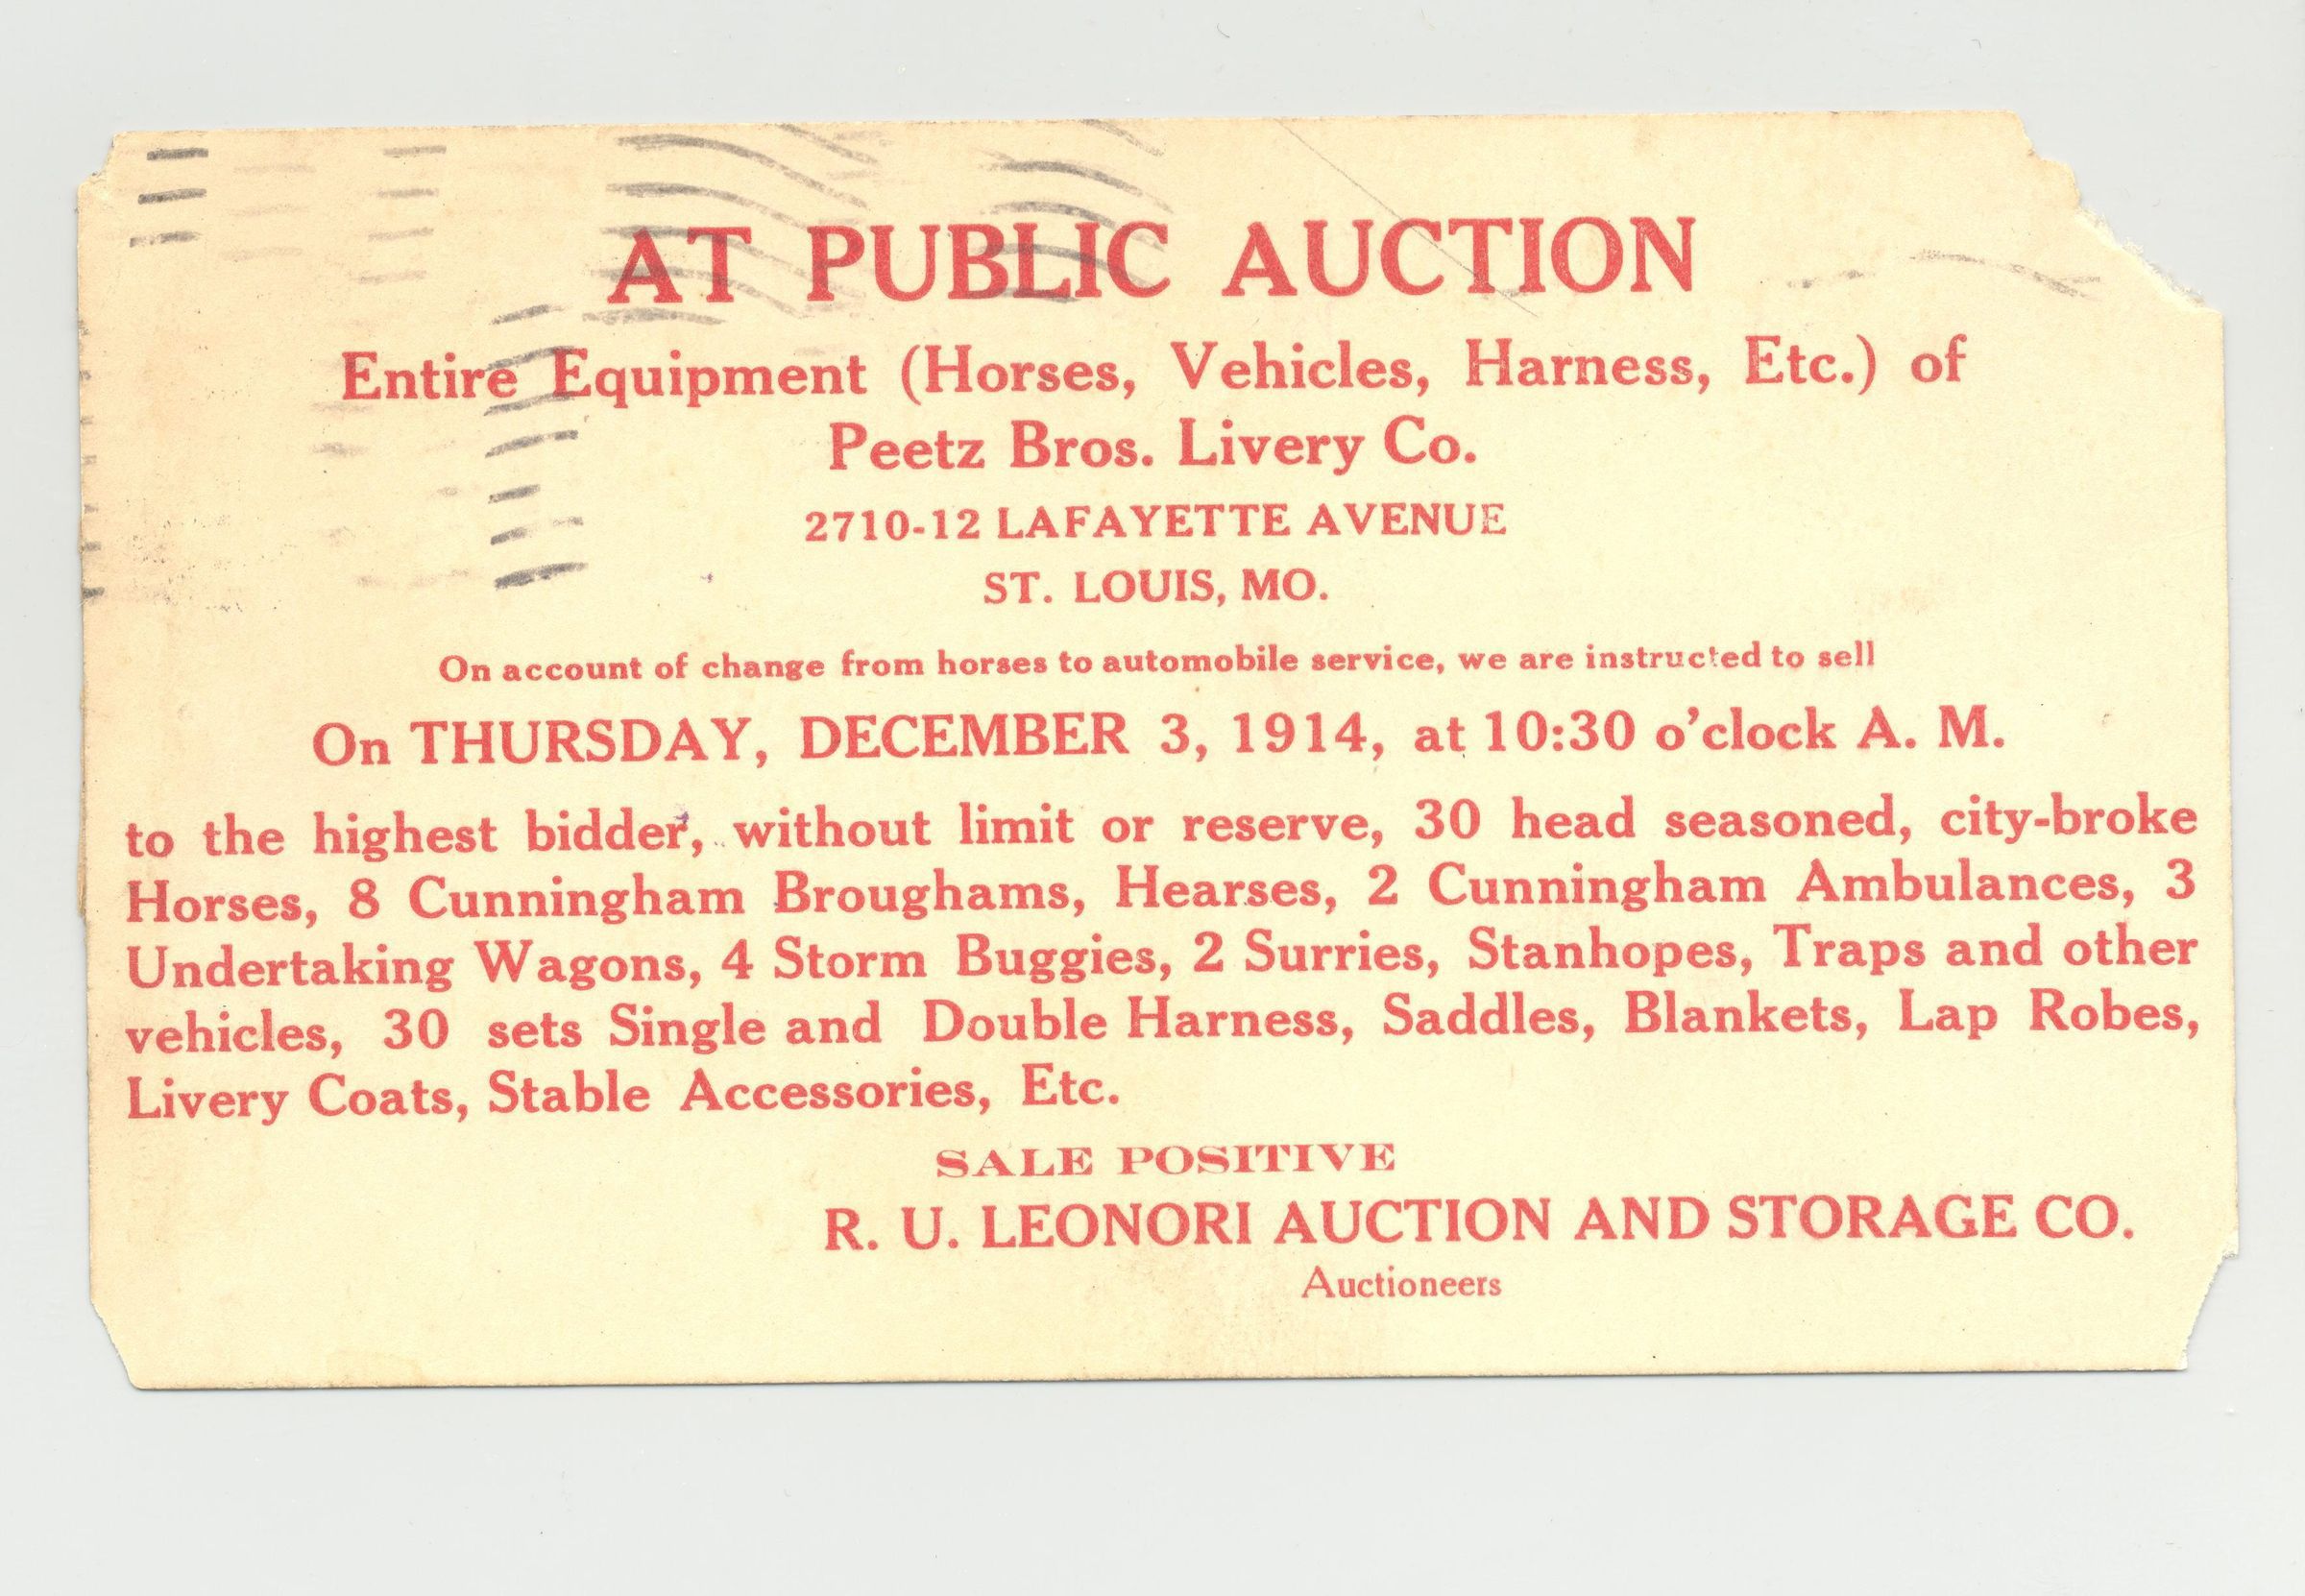 AT PUBLIC AUCTION
Entire Equipment (Horses, Vehicles, Harness, Etc.) of
Peetz Bros. Livery Co.
2710-12 LAFAYETTE AVENUE
ST. LOUIS, MO.
On account of change from horses to automobile service, we are instructed to sell
On THURSDAY, DECEMBER 3, 1914, at 10:30 o'clock A. M.
to the highest bidder, without limit or reserve, 30 head seasoned, city-broke
Horses, 8 Cunningham Broughams, Hearses, 2 Cunningham Ambulances, 3
Undertaking Wagons, 4 Storm Buggies, 2 Surries, Stanhopes, Traps and other
vehicles, 30 sets Single and Double Harness, Saddles, Blankets, Lap Robes,
Livery Coats, Stable Accessories, Etc.
SALE POSITIVE
R. U. LEONORI AUCTION AND STORAGE CO.
Auctioneers